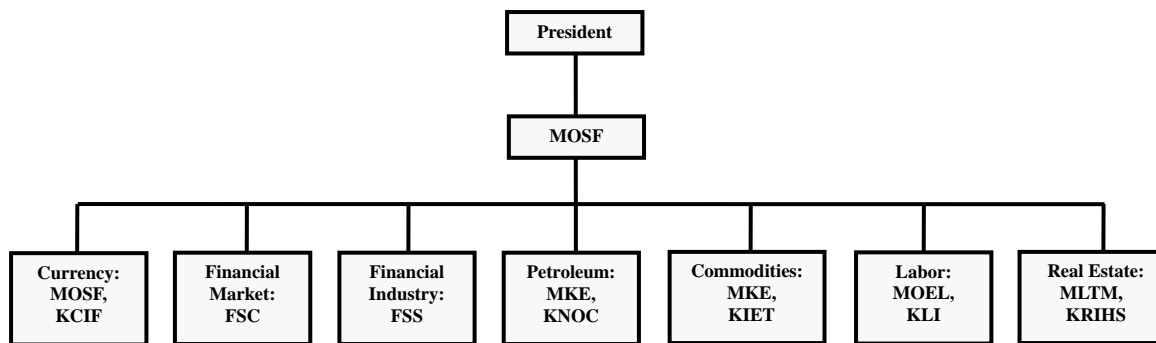 President
MOSF
Currency:
MOSF,
KCIF
Financial
Market:
FSC
Financial
Industry:
FSS
Petroleum:
MKE,
KNOC
Commodities:
MKE,
KIET
Labor:
MOEL,
KLI
Real Estate:
MLTM,
KRIHS